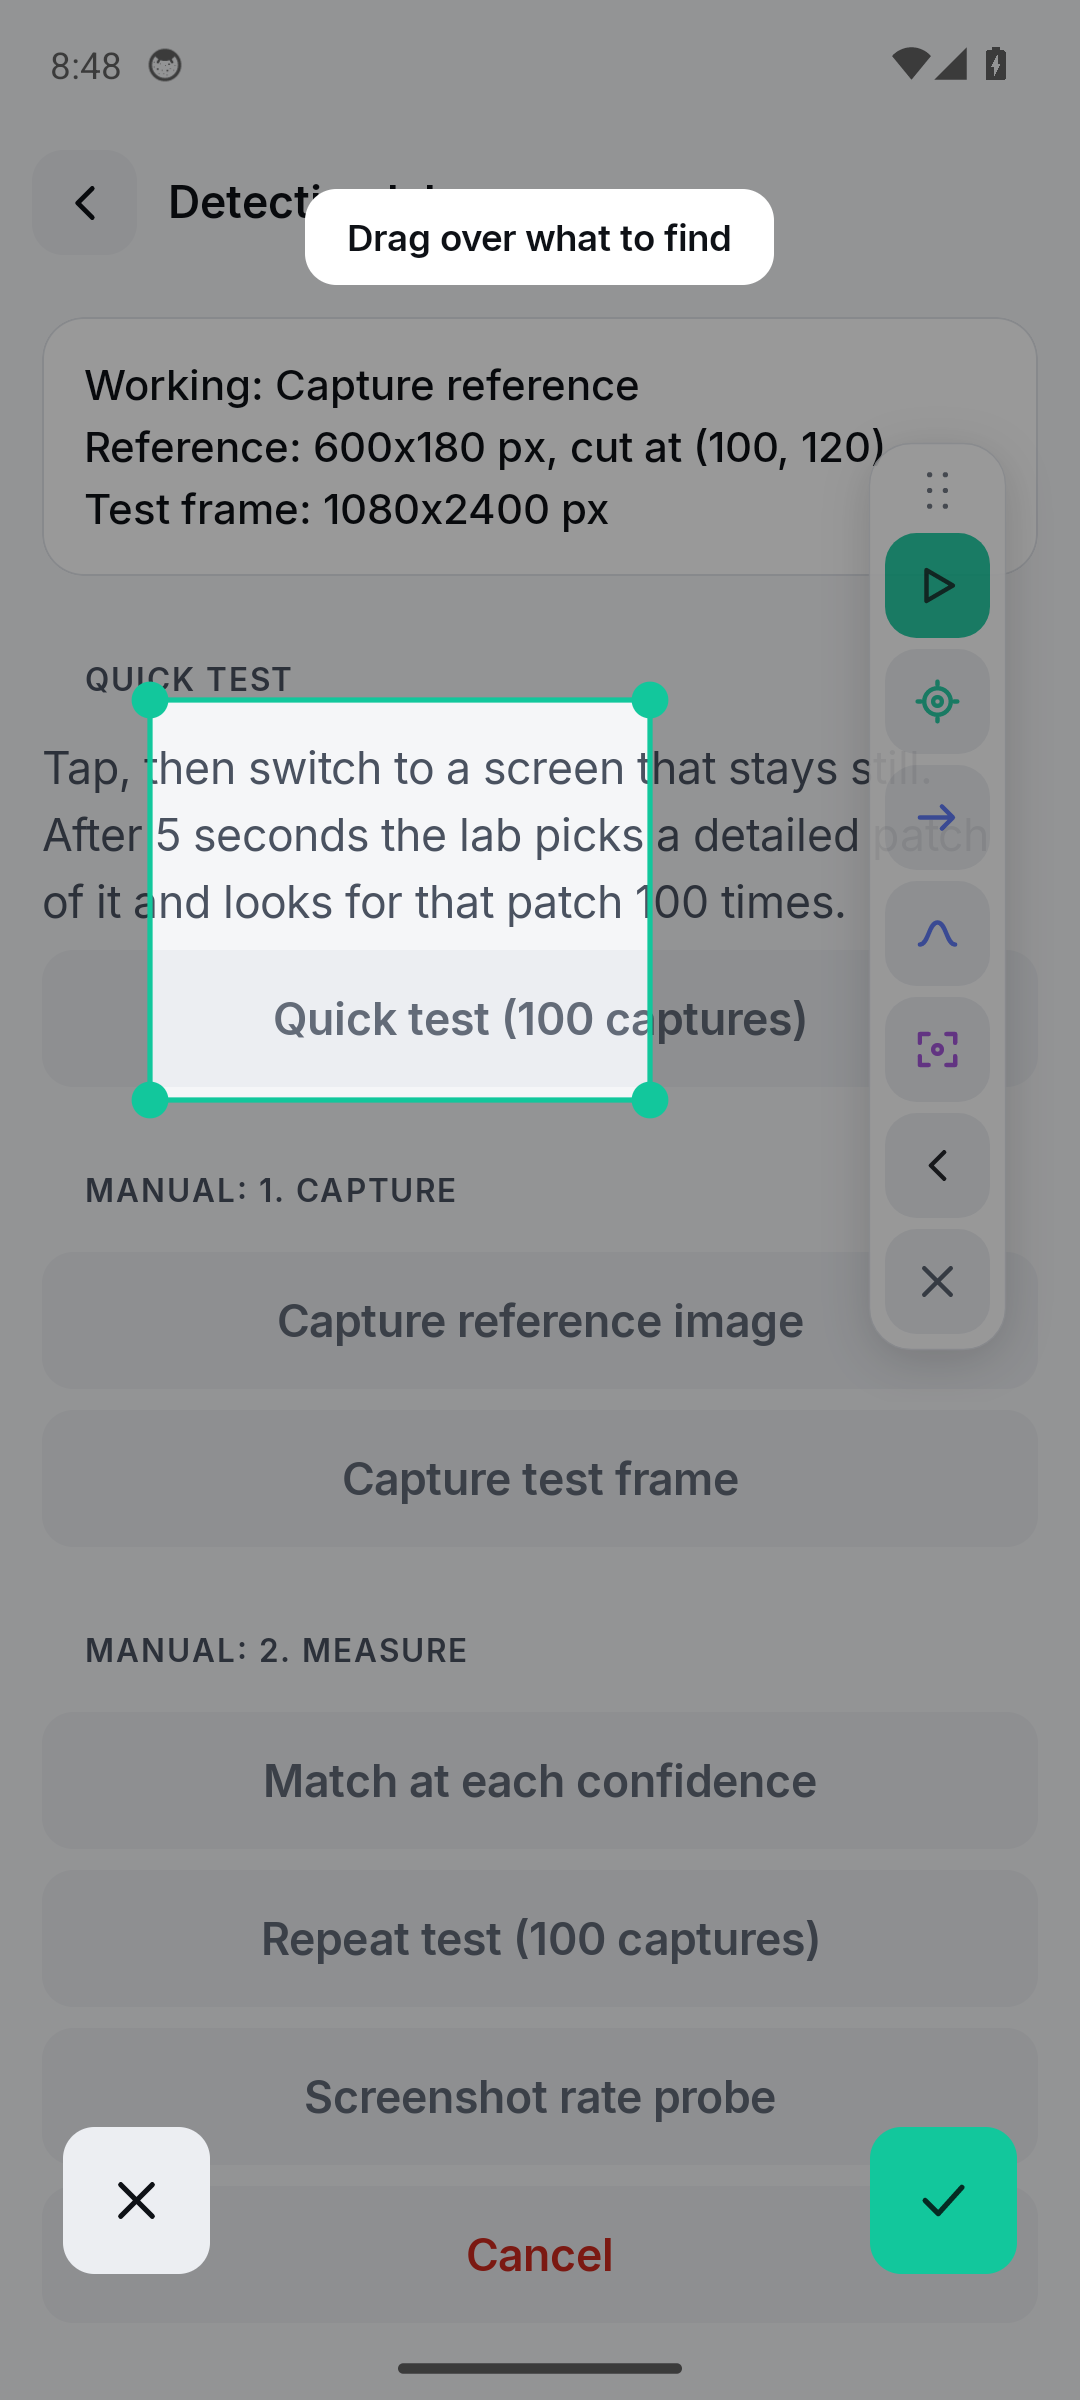 8:48
Drag over what to find
Working: Capture reference
Reference: 600x180 px, cut at (100, 120)
Test frame: 1080x2400 px
QUICK TEST
Tap, then switch to a screen that stays still.
After 5 seconds the lab picks a detailed patch
of it and looks for that patch 100 times.
Quick test (100 captures)
MANUAL: 1. CAPTURE
Capture reference image
Capture test frame
MANUAL: 2. MEASURE
Match at each confidence
Repeat test (100 captures)
Screenshot rate probe
Cancel